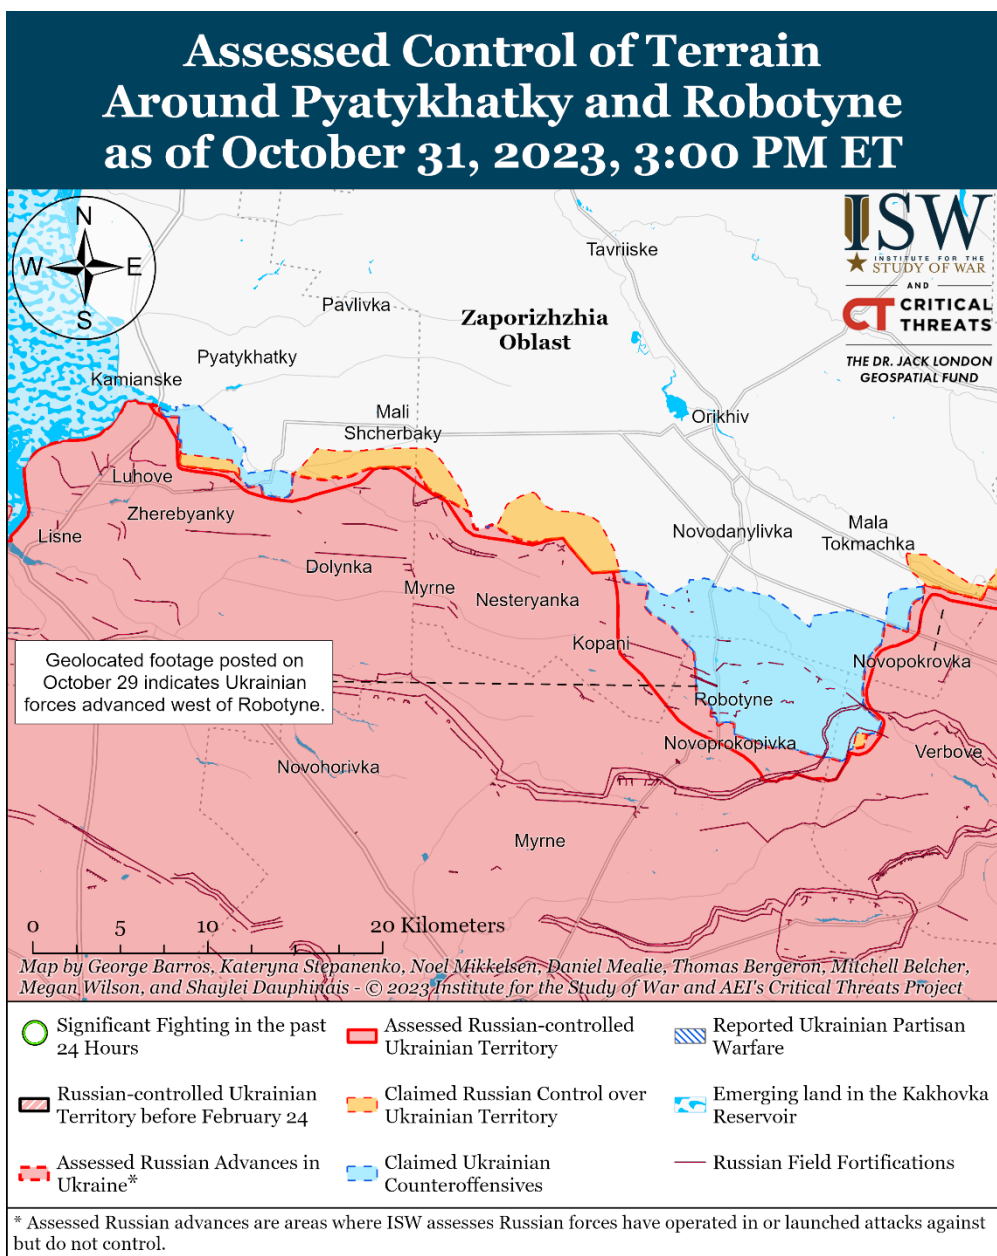 Assessed Control of Terrain
Around Pyatykhatky and Robotyne
as of October 31, 2023, 3:00 PM ET
N
W
E
S
ISW
INSTITUTE FOR THE
STUDY OF WAR
AND
CT CRITICAL
THREATS
THE DR. JACK LONDON
GEOSPATIAL FUND
Tavriiske
Pavlivka
Zaporizhzhia
Oblast
Pyatykhatky
Kamianske
Mali
Shcherbaky
Orikhiv
Luhove
Zherebyanky
Lisne
Novodanylivka
Mala
Tokmachka
Dolynka
Myrne
Nesteryanka
Kopani
Novopokrovka
Geolocated footage posted on
October 29 indicates Ukrainian
forces advanced west of Robotyne.
Robotyne
Novoprokopivka
Verbove
Novohorivka
Myrne
0 5 10 20 Kilometers
Map by George Barros, Kateryna Stepanenko, Noel Mikkelsen, Daniel Mealie, Thomas Bergeron, Mitchell Belcher,
Megan Wilson, and Shaylei Dauphinais - © 2023 Institute for the Study of War and AEI's Critical Threats Project
Significant Fighting in the past
24 Hours
Russian-controlled Ukrainian
Territory before February 24
Assessed Russian Advances in
Ukraine*
Assessed Russian-controlled
Ukrainian Territory
Claimed Russian Control over
Ukrainian Territory
Claimed Ukrainian
Counteroffensives
Reported Ukrainian Partisan
Warfare
Emerging land in the Kakhovka
Reservoir
Russian Field Fortifications
* Assessed Russian advances are areas where ISW assesses Russian forces have operated in or launched attacks against
but do not control.